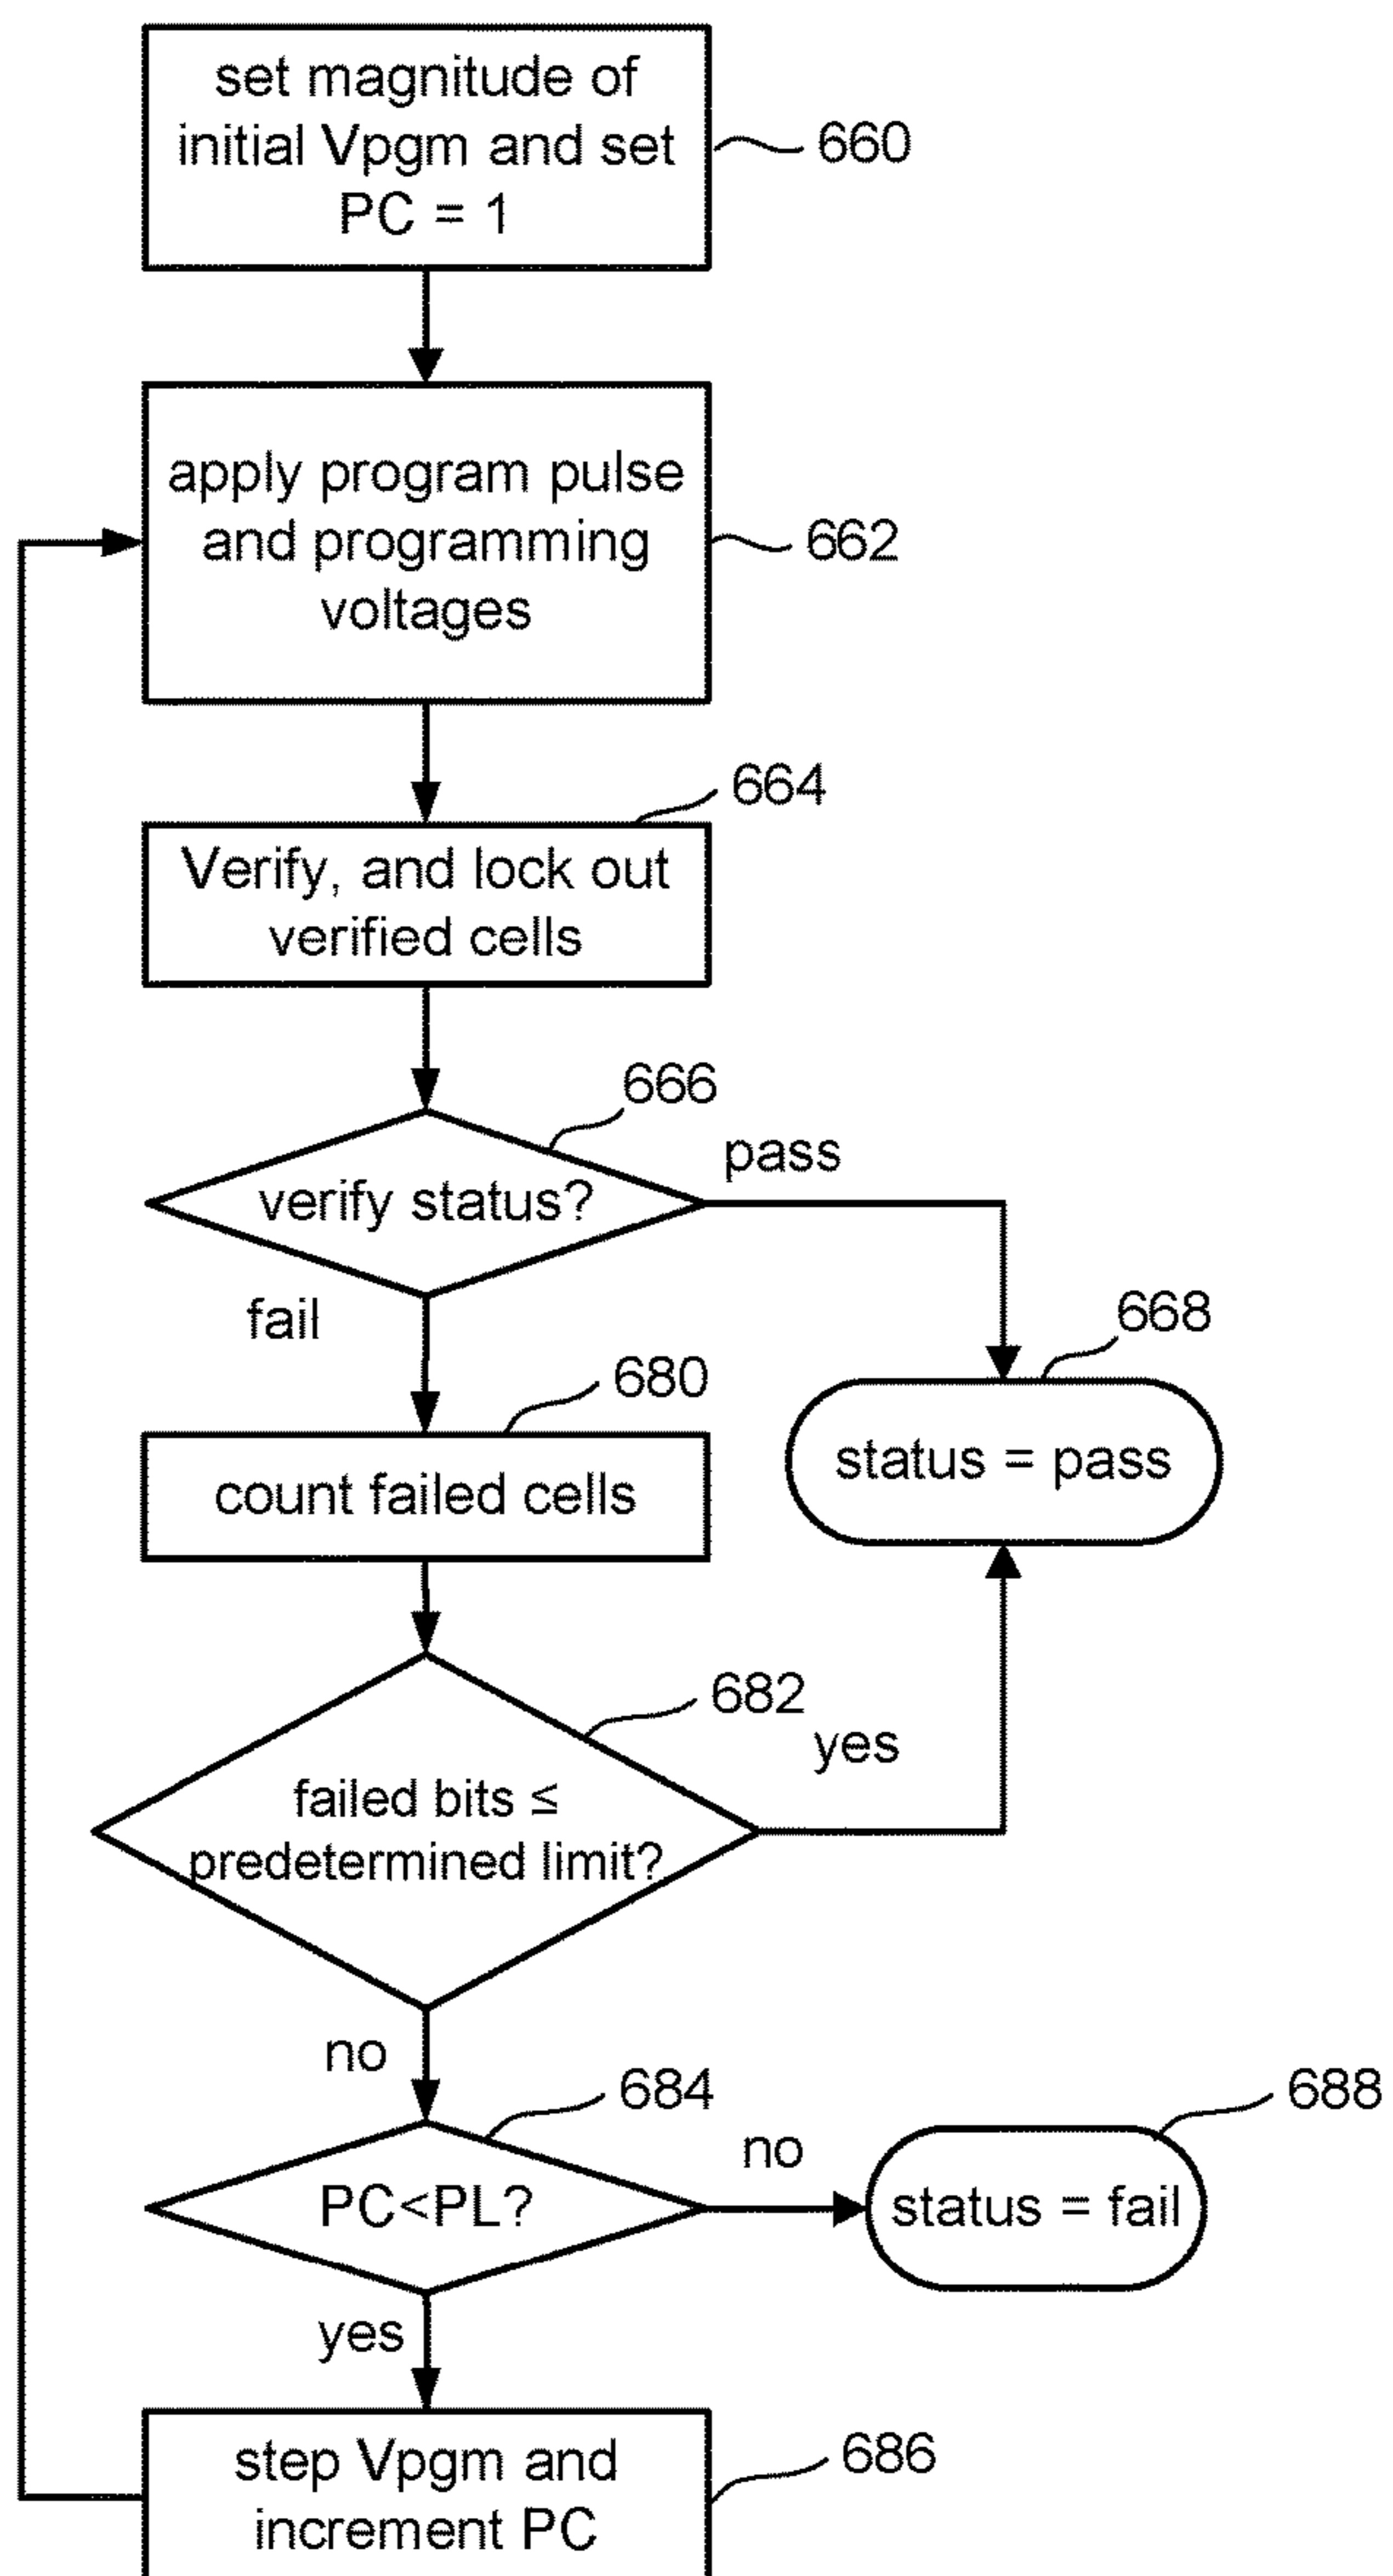 set magnitude of
initial Vpgm and set
PC = 1
660
apply program pulse
and programming
voltages
662
664
Verify, and lock out
verified cells
666
pass
verify status?
fail
668
680
status = pass
count failed cells
682
yes
failed bits ≤
predetermined limit?
no
684
688
no
PC<PL?
status = fail
yes
step Vpgm and
increment PC
686